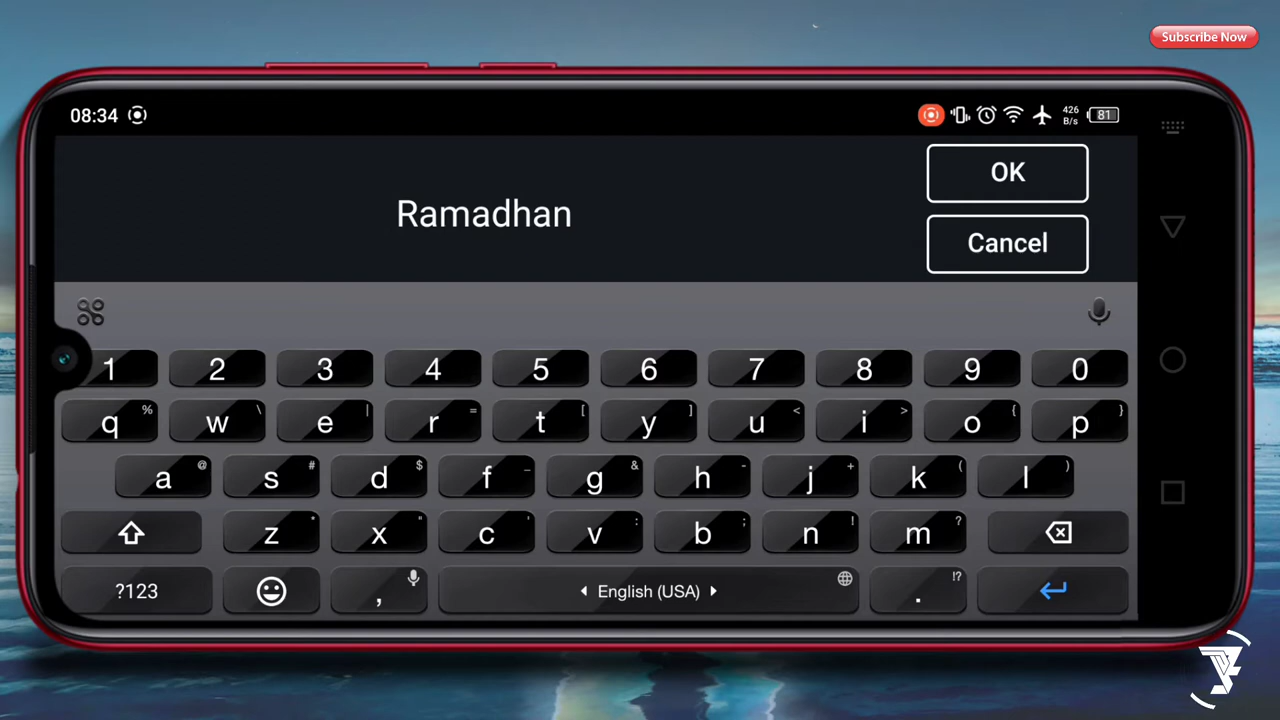 Subscribe Now
08:34
426
B/s
81
OK
Ramadhan
Cancel
1 2 3 4 5 6 7 8 9 0
q % w \ e | r = t [ y ] u < i > o { p }
a @ s # d $ f _ g & h - j + k ( l )
z * x " c ' v : b ; n ! m ?
?123 , English (USA) . !?